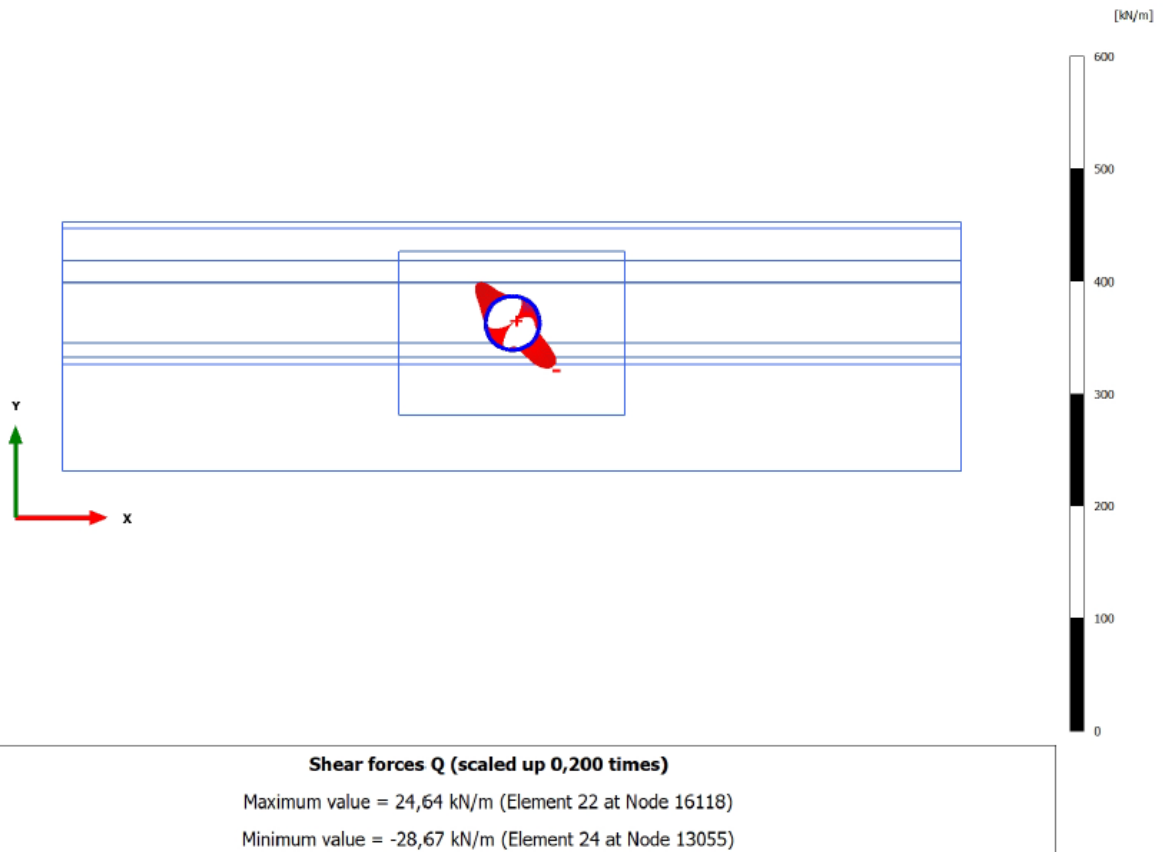 [kN/m]
600
500
400
300
200
100
0
Y
X
+
-
Shear forces Q (scaled up 0,200 times)
Maximum value = 24,64 kN/m (Element 22 at Node 16118)
Minimum value = -28,67 kN/m (Element 24 at Node 13055)